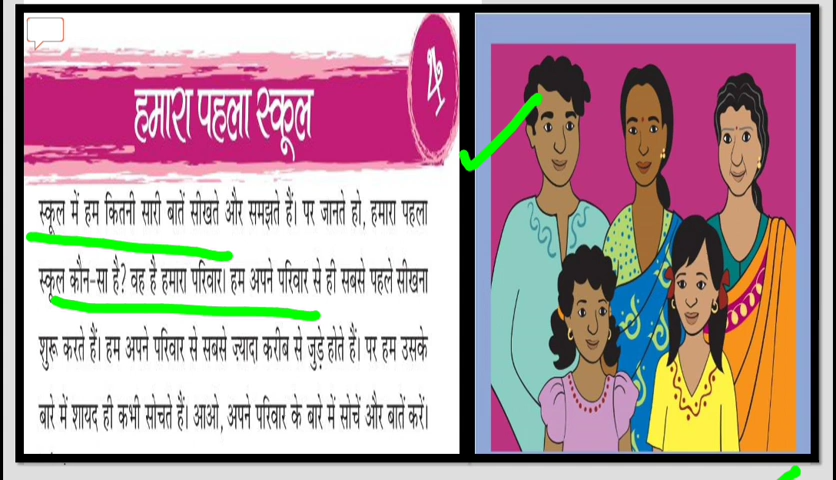 ४
हमारा पहला स्कूल
स्कूल में हम कितनी सारी बातें सीखते और समझते हैं। पर जानते हो, हमारा पहला
स्कूल कौन-सा है? वह है हमारा परिवार। हम अपने परिवार से ही सबसे पहले सीखना
शुरू करते हैं। हम अपने परिवार से सबसे ज़्यादा करीब से जुड़े होते हैं। पर हम उसके
बारे में शायद ही कभी सोचते हैं। आओ, अपने परिवार के बारे में सोचें और बातें करें।